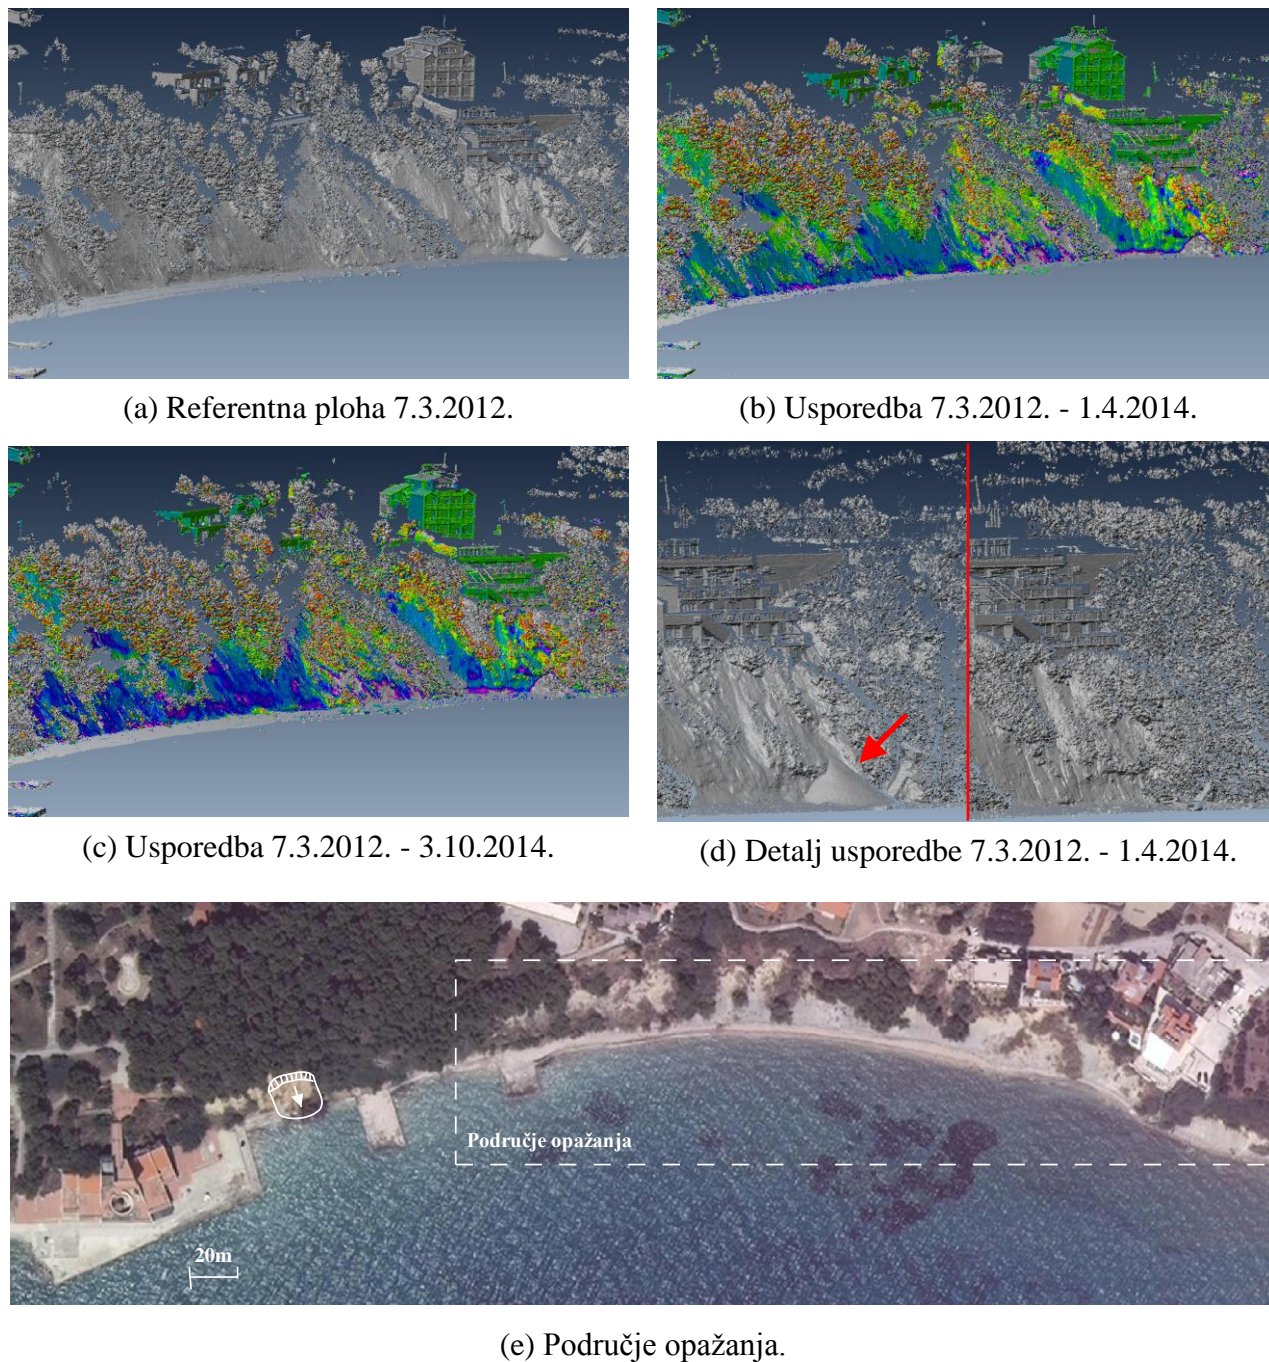 (a) Referentna ploha 7.3.2012.
(b) Usporedba 7.3.2012. - 1.4.2014.
(c) Usporedba 7.3.2012. - 3.10.2014.
(d) Detalj usporedbe 7.3.2012. - 1.4.2014.
Područje opažanja
20m
(e) Područje opažanja.